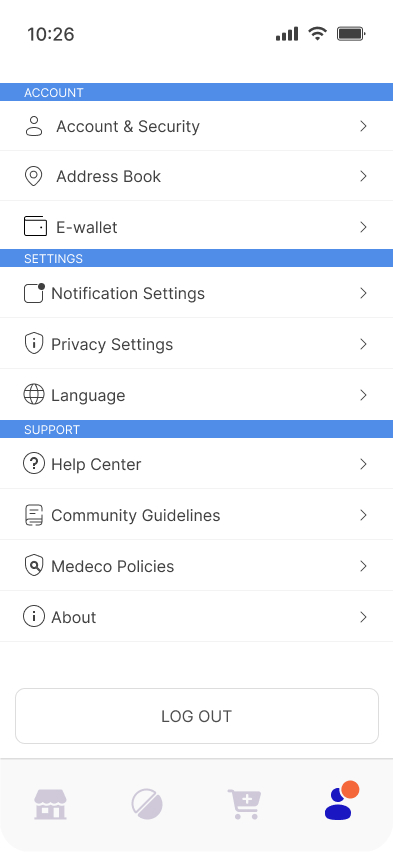 10:26
ACCOUNT
Account & Security
Address Book
E-wallet
SETTINGS
Notification Settings
Privacy Settings
Language
SUPPORT
Help Center
Community Guidelines
Medeco Policies
About
LOG OUT